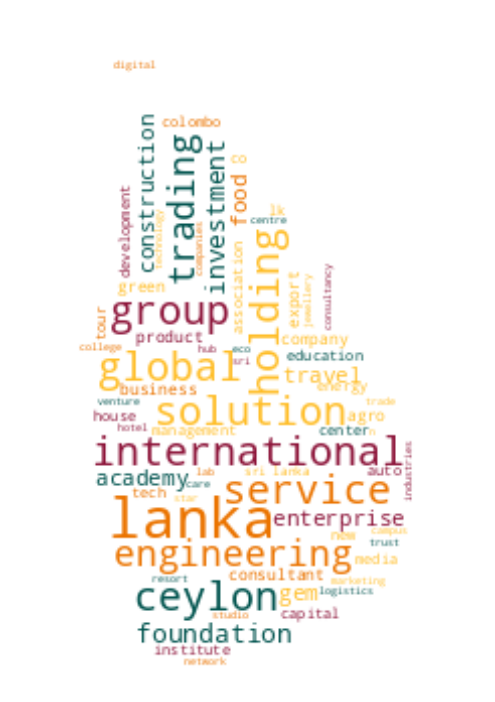 digital
colombo
construction
trading
investment
co
food
lk
centre
development
technology
companies
association
holding
export
jewellery
consultancy
green
group
tour
product
company
college
hub
eco
sri
education
global
travel
business
energy
venture
solution
trade
house
agro
hotel
management
center
n
international
industries
academy
care
lab
sri lanka
auto
tech
star
service
lanka
enterprise
new
campus
trust
engineering
media
resort
consultant
marketing
ceylon
gem
logistics
studio
capital
foundation
institute
network